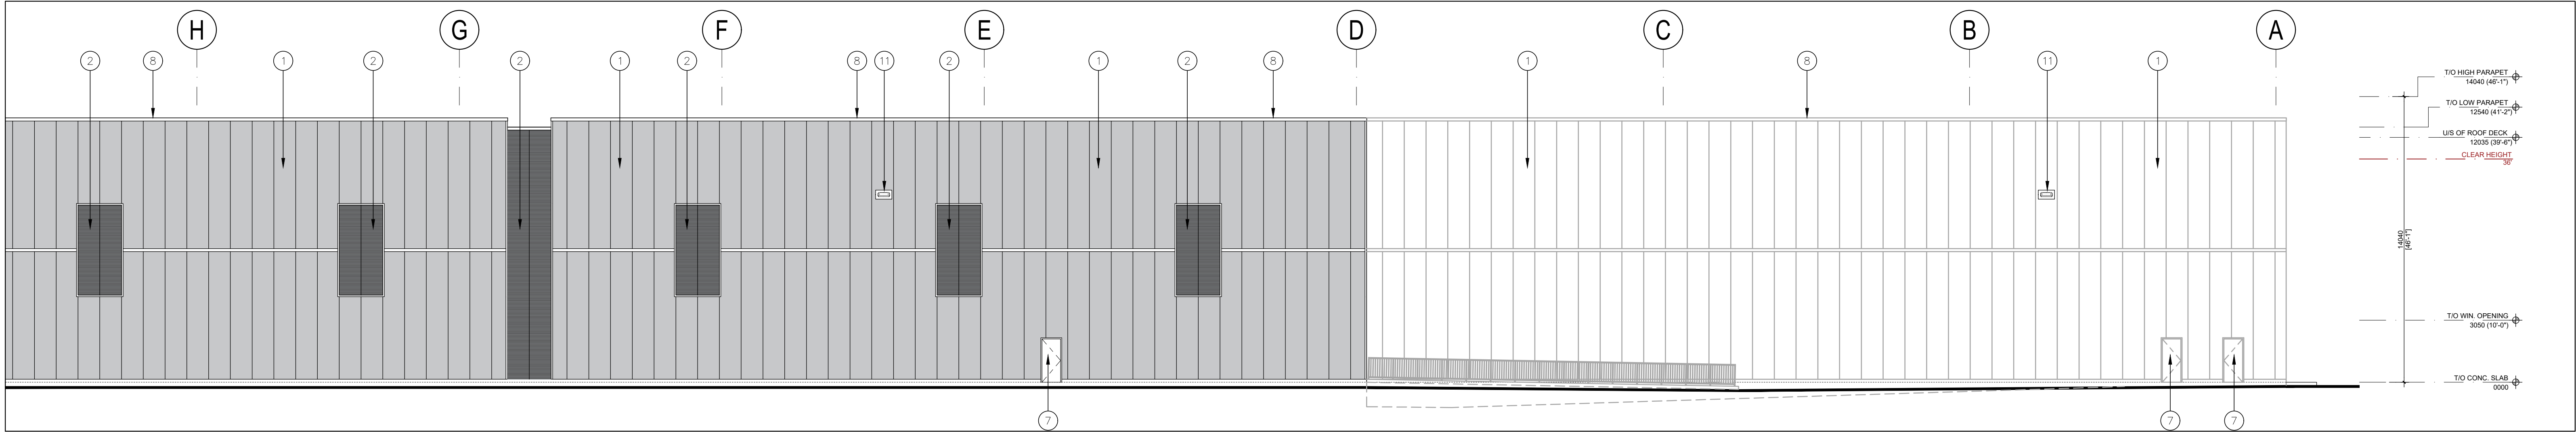 H G F E D C B A
2 8 1 2 2 1 2 8 11 2 1 2 8 1 8 11 1
T/O HIGH PARAPET
14040 (46'-1")
T/O LOW PARAPET
12540 (41'-2")
U/S OF ROOF DECK
12035 (39'-6")
CLEAR HEIGHT
36'
14040
[46'-1"]
T/O WIN. OPENING
3050 (10'-0")
T/O CONC. SLAB
0000
7 7 7